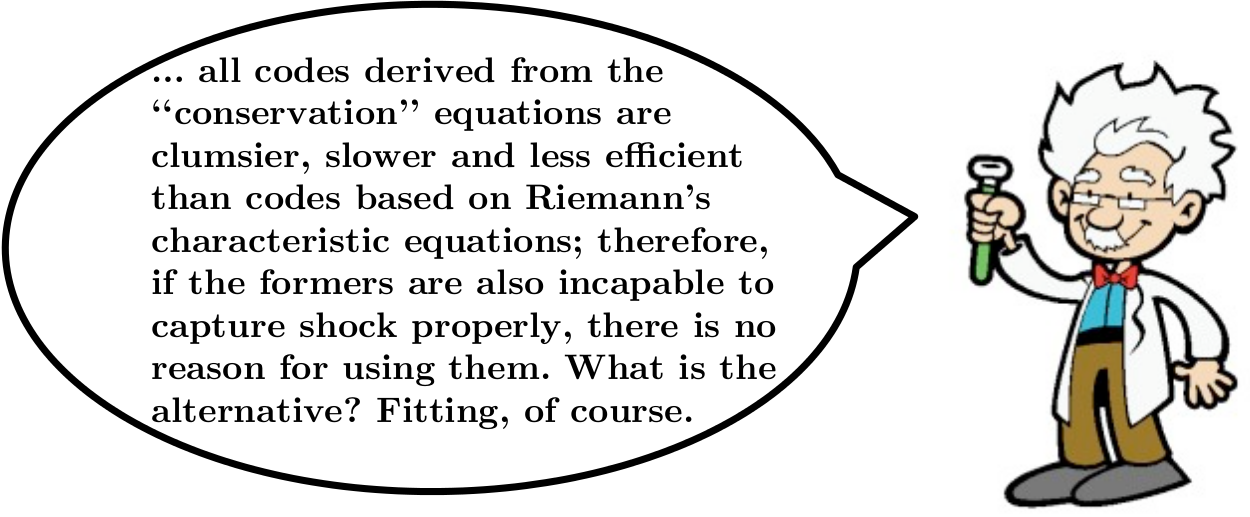 ... all codes derived from the
“conservation” equations are
clumsier, slower and less efficient
than codes based on Riemann’s
characteristic equations; therefore,
if the formers are also incapable to
capture shock properly, there is no
reason for using them. What is the
alternative? Fitting, of course.